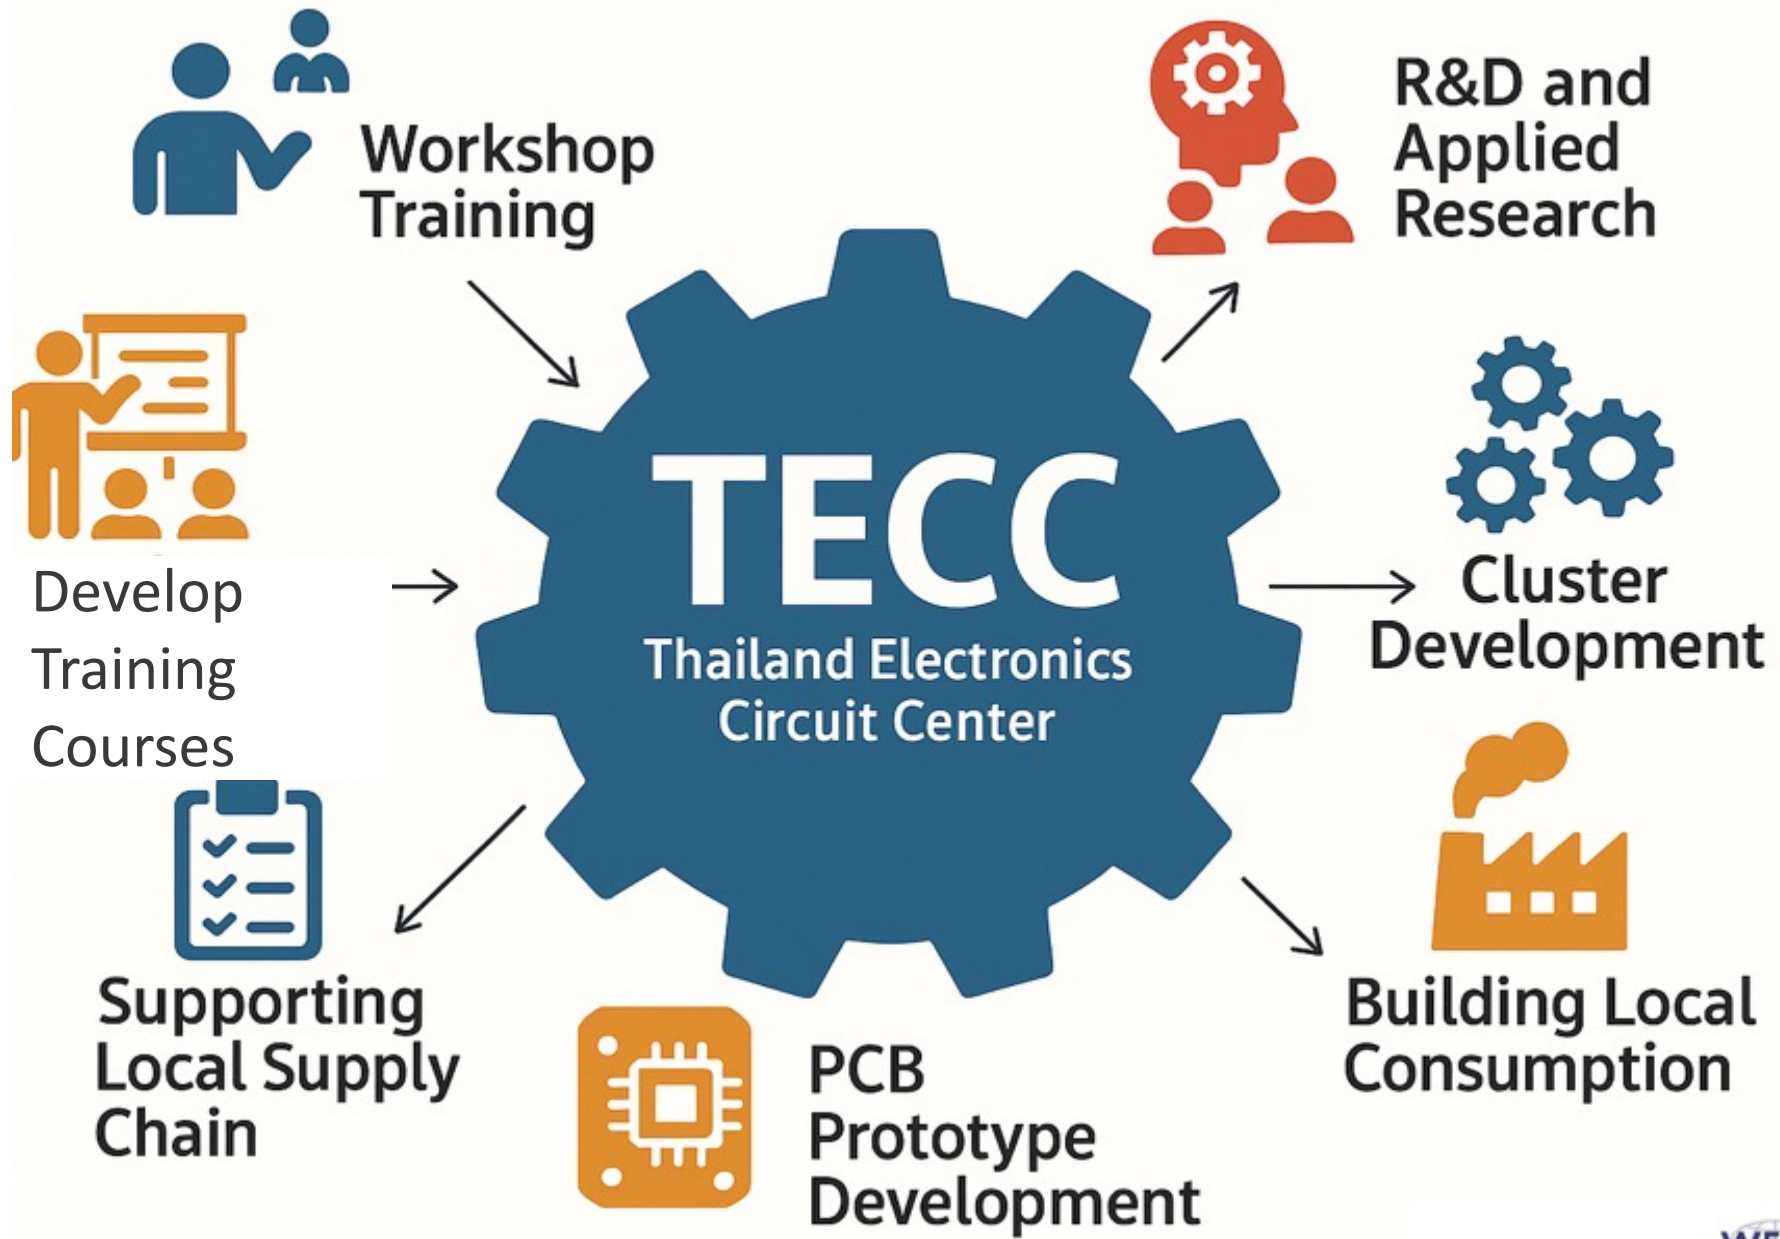 Workshop
Training
R&D and
Applied
Research
Develop
Training
Courses
TECC
Thailand Electronics
Circuit Center
Cluster
Development
Supporting
Local Supply
Chain
PCB
Prototype
Development
Building Local
Consumption